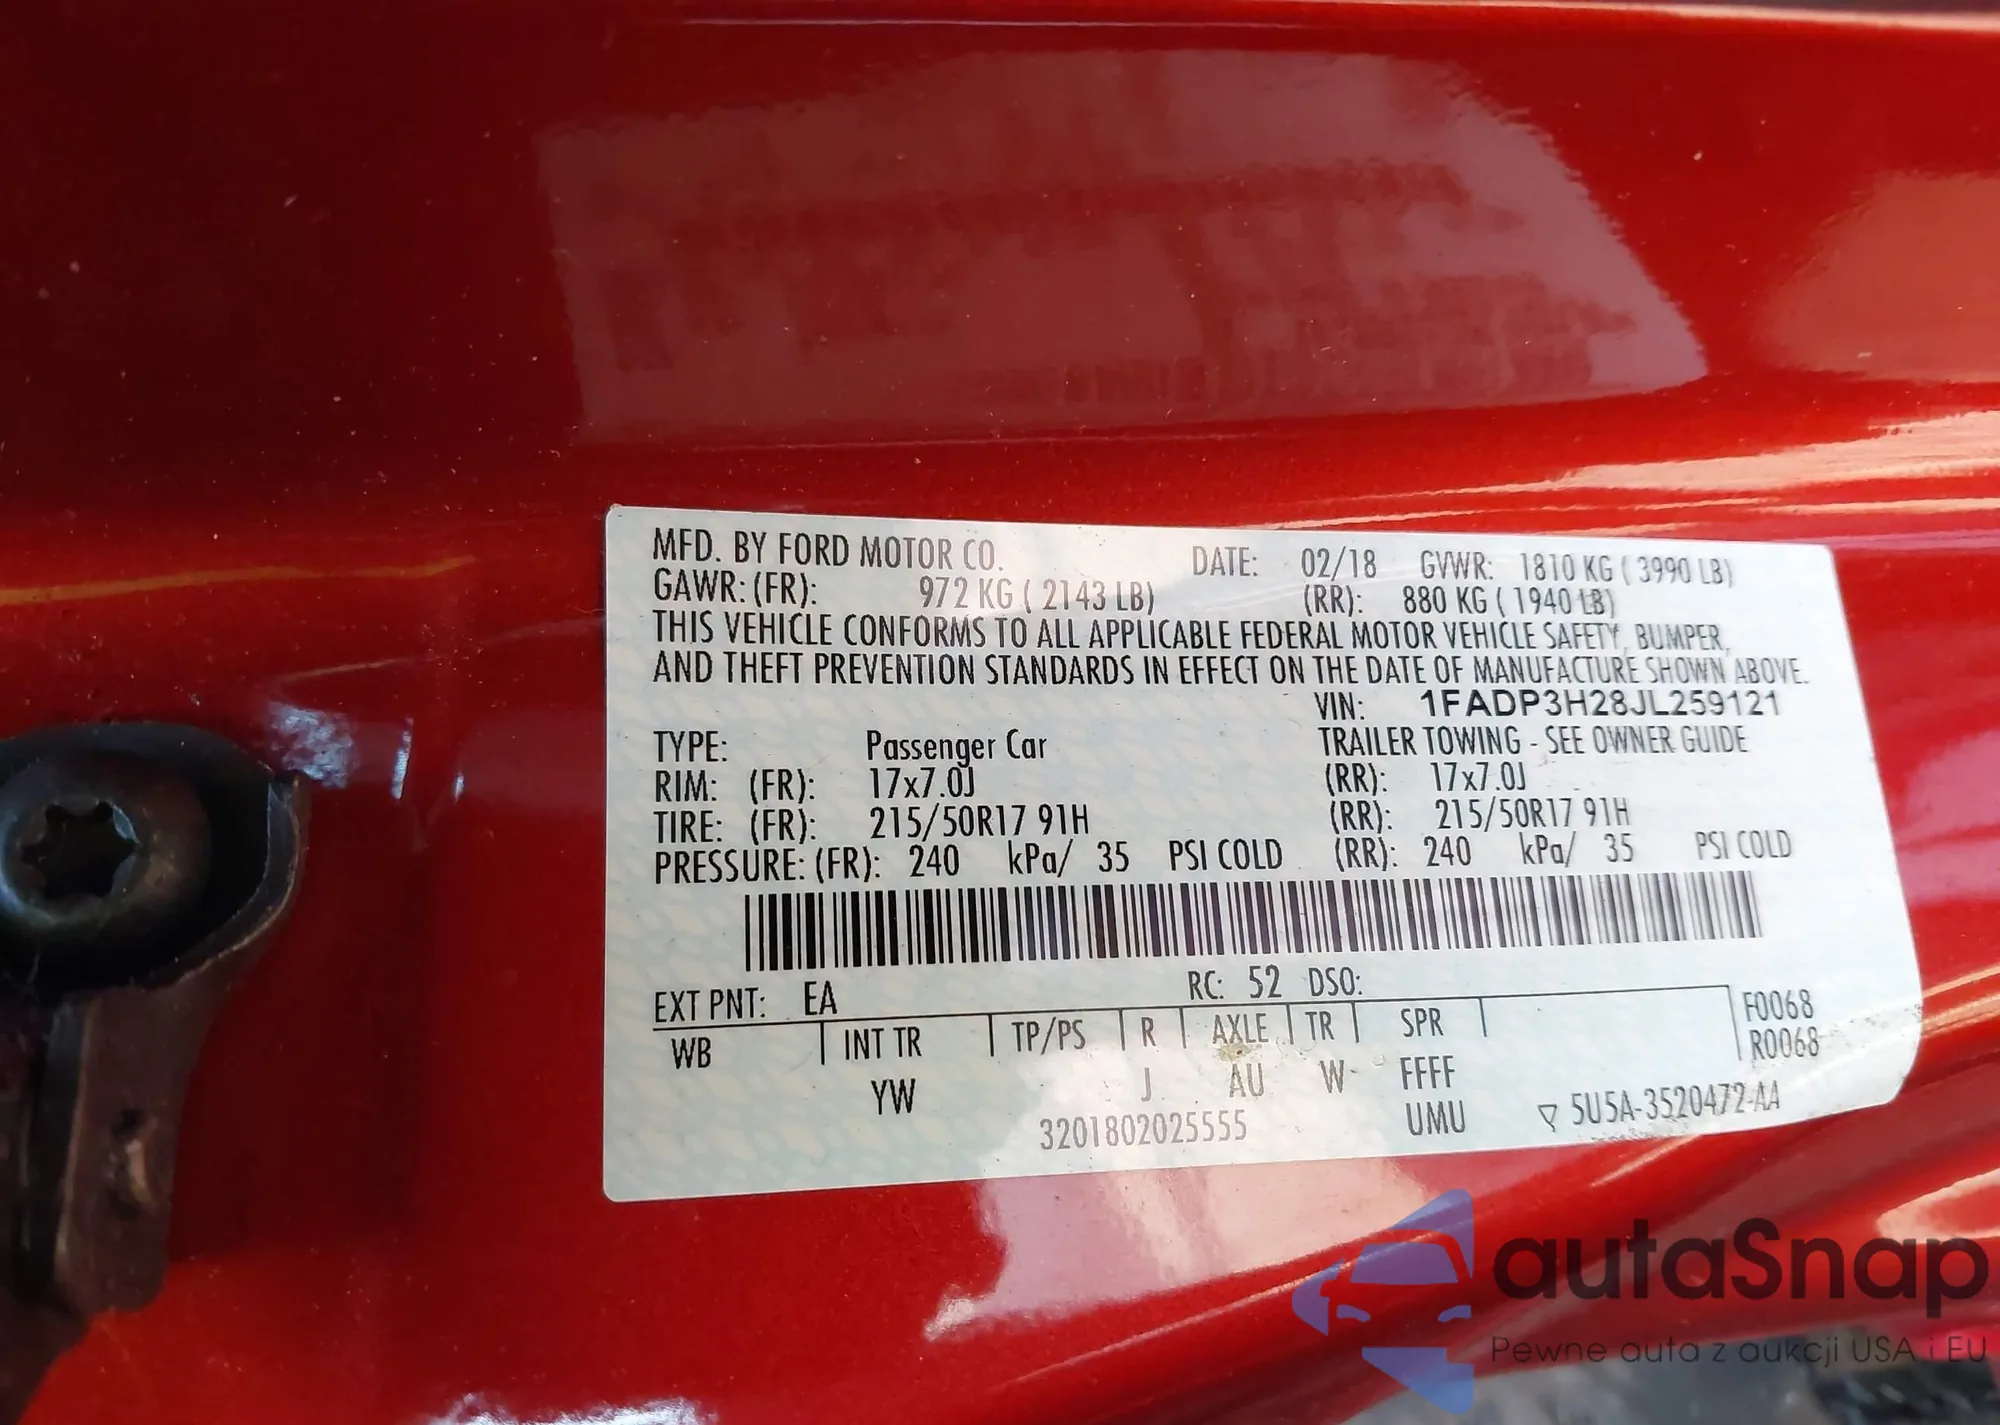 MFD. BY FORD MOTOR CO. DATE: 02/18 GVWR: 1810 KG ( 3990 LB)
GAWR: (FR): 972 KG ( 2143 LB) (RR): 880 KG ( 1940 LB)
THIS VEHICLE CONFORMS TO ALL APPLICABLE FEDERAL MOTOR VEHICLE SAFETY, BUMPER,
AND THEFT PREVENTION STANDARDS IN EFFECT ON THE DATE OF MANUFACTURE SHOWN ABOVE.
VIN: 1FADP3H28JL259121
TYPE: Passenger Car TRAILER TOWING - SEE OWNER GUIDE
RIM: (FR): 17x7.0J (RR): 17x7.0J
TIRE: (FR): 215/50R17 91H (RR): 215/50R17 91H
PRESSURE: (FR): 240 kPa/ 35 PSI COLD (RR): 240 kPa/ 35 PSI COLD
EXT PNT: EA RC: 52 DSO:
WB INT TR TP/PS R AXLE TR SPR F0068
R0068
YW J AU W FFFF
3201802025555 UMU 5U5A-3520472-AA
autaSnap
Pewne auta z aukcji USA i EU